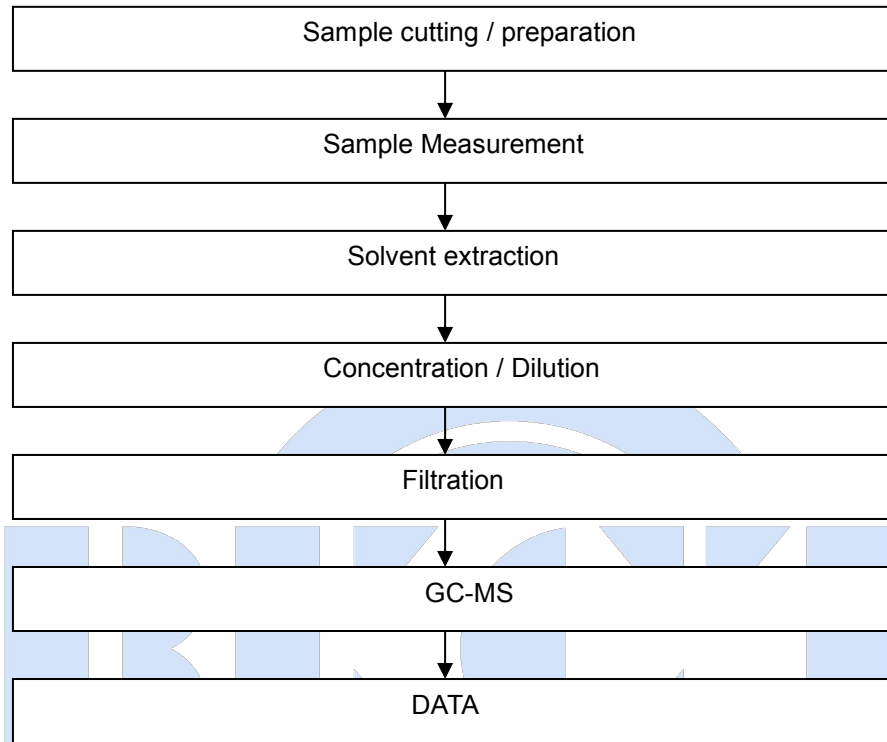 Sample cutting / preparation
Sample Measurement
Solvent extraction
Concentration / Dilution
Filtration
GC-MS
DATA